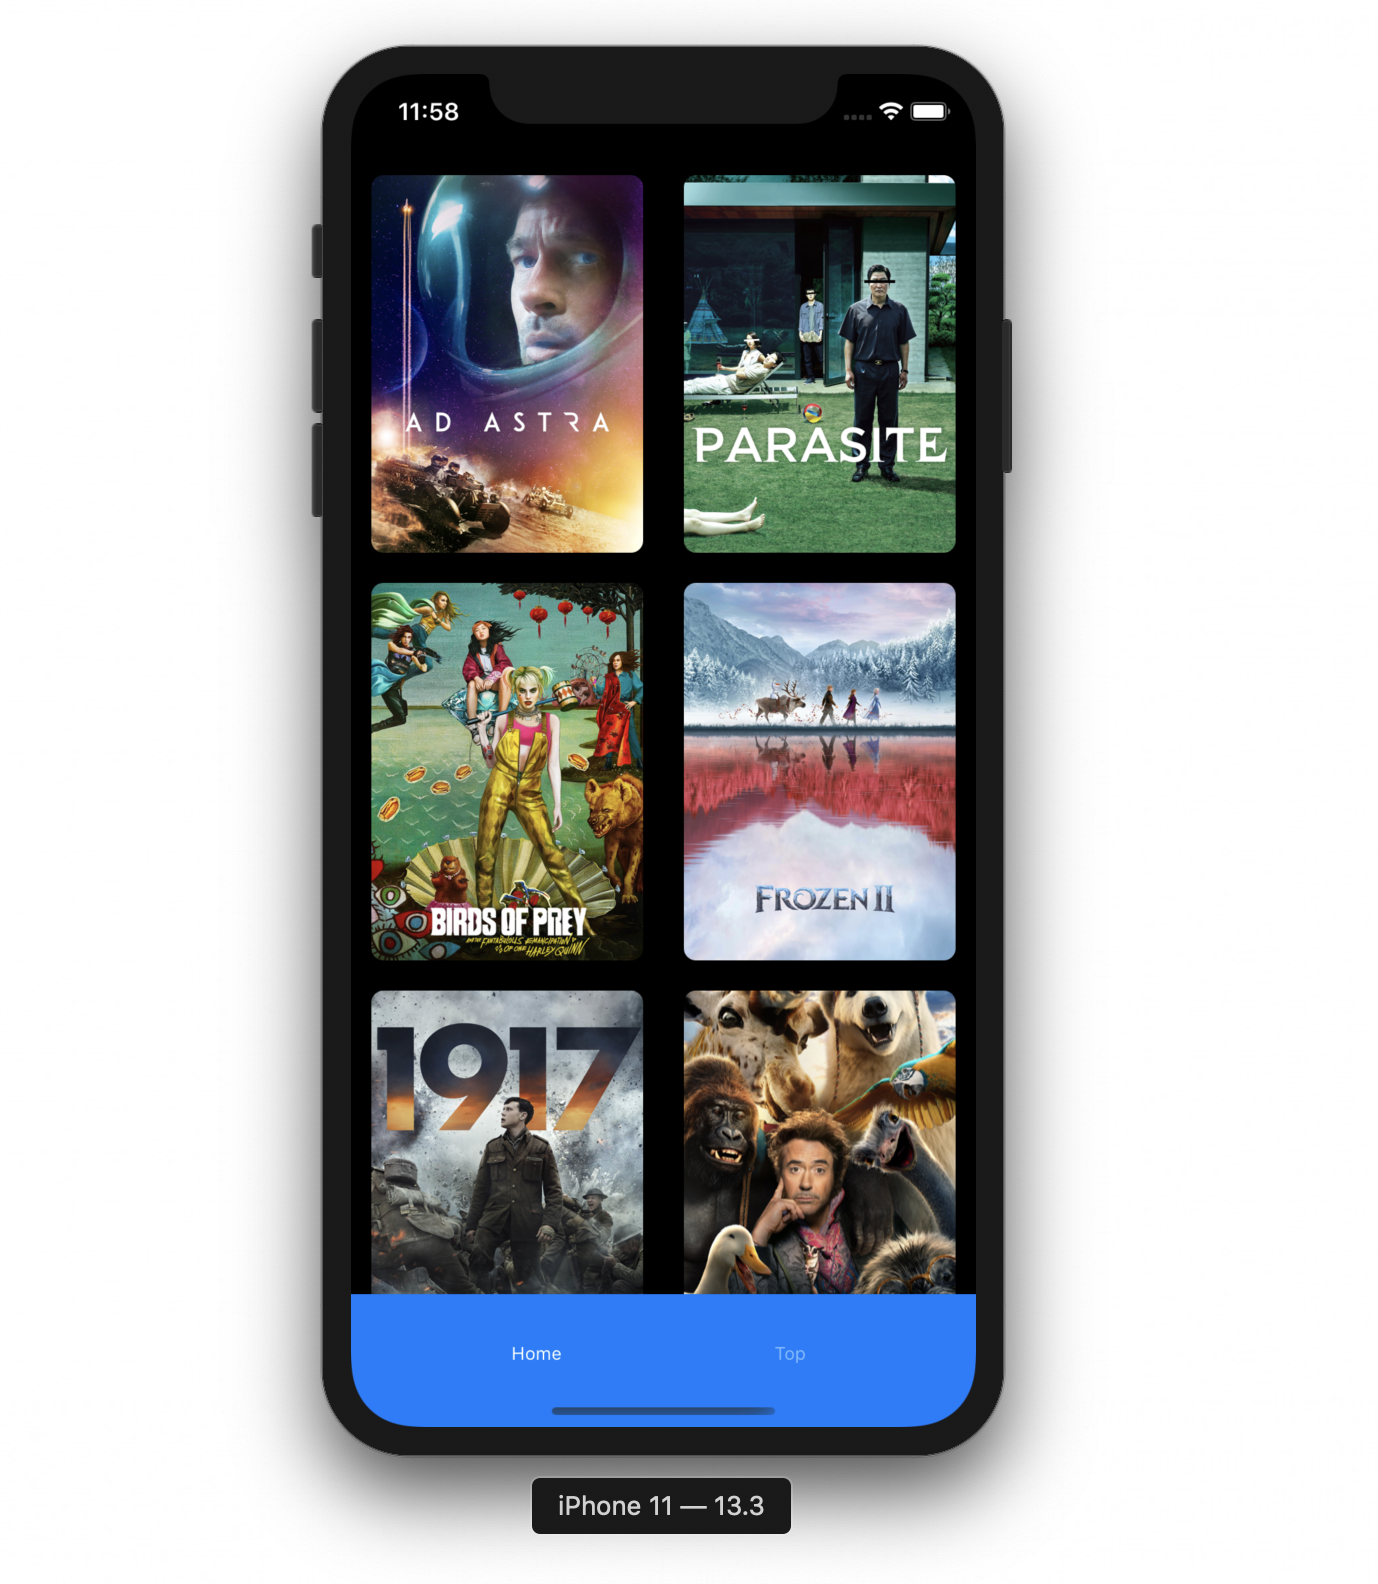 11:58
AD ASTRA
PARASITE
BIRDS OF PREY
AND THE FANTABULOUS EMANCIPATION
OF ONE HARLEY QUINN
FROZEN II
1917
Home
Top
iPhone 11 — 13.3